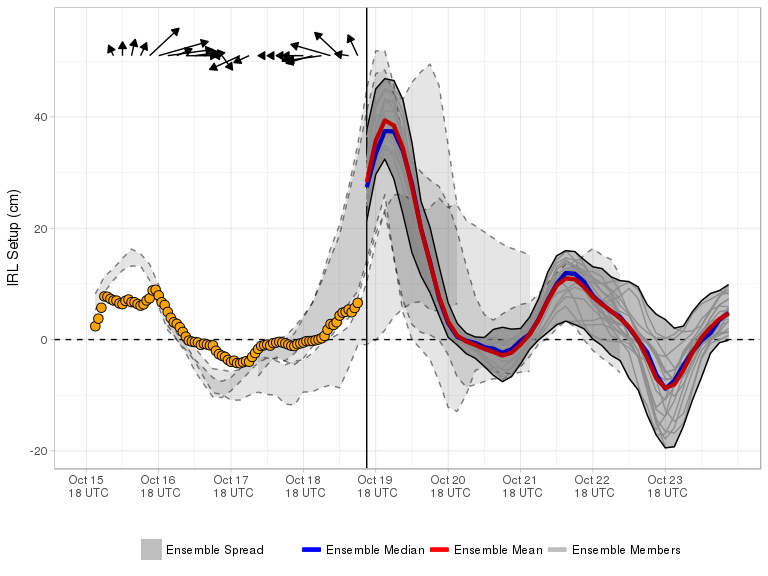 IRL Setup (cm)
40
20
0
-20
Oct 15 Oct 16 Oct 17 Oct 18 Oct 19 Oct 20 Oct 21 Oct 22 Oct 23
18 UTC 18 UTC 18 UTC 18 UTC 18 UTC 18 UTC 18 UTC 18 UTC 18 UTC
Ensemble Spread Ensemble Median Ensemble Mean Ensemble Members